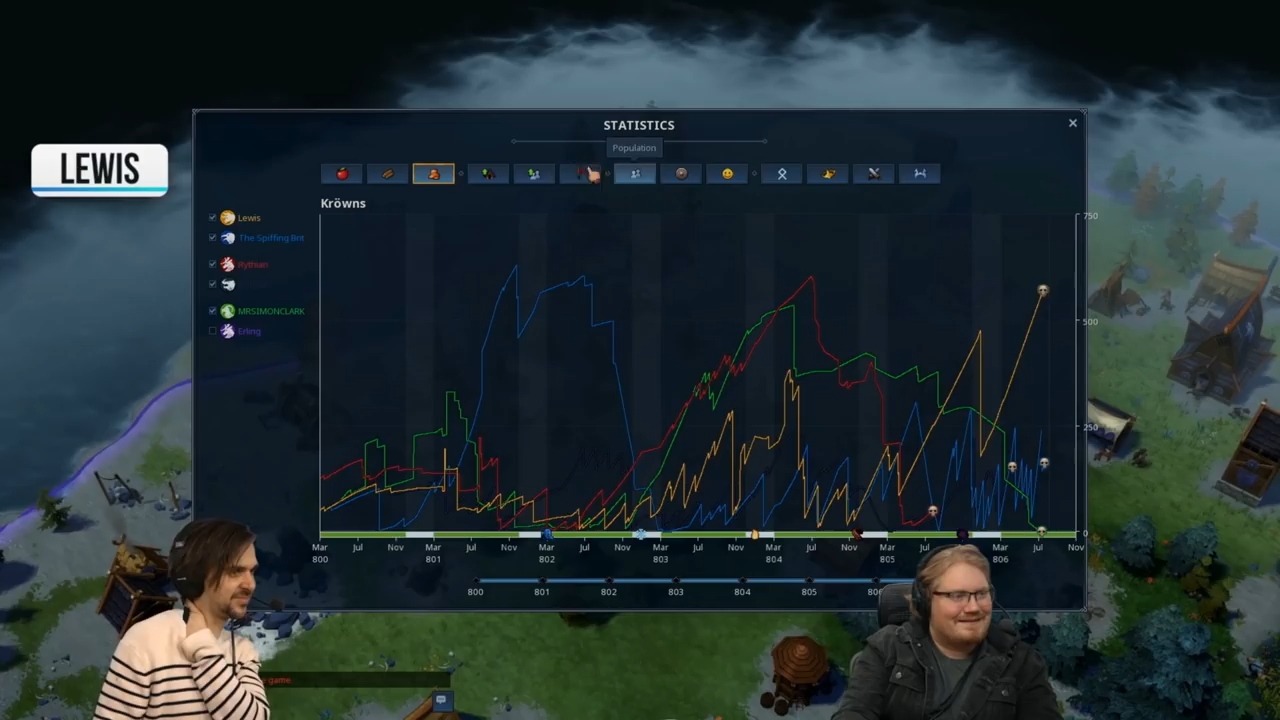 STATISTICS
Population
LEWIS
Kröwns
Lewis
The Spiffing Brit
Rythian
MRSIMONCLARK
Erling
750
500
250
0
Mar Jul Nov Mar Jul Nov Mar Jul Nov Mar Jul Nov Mar Jul Nov Mar Jul Mar Jul Nov
800 801 802 803 804 805 806
800 801 802 803 804 805 806
game.